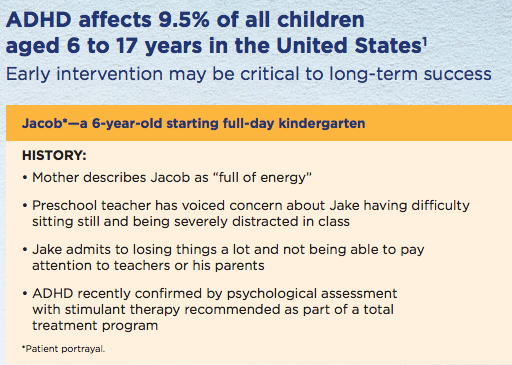 ADHD affects 9.5% of all children
aged 6 to 17 years in the United States¹
Early intervention may be critical to long-term success
Jacob*—a 6-year-old starting full-day kindergarten
HISTORY:
• Mother describes Jacob as “full of energy”
• Preschool teacher has voiced concern about Jake having difficulty
sitting still and being severely distracted in class
• Jake admits to losing things a lot and not being able to pay
attention to teachers or his parents
• ADHD recently confirmed by psychological assessment
with stimulant therapy recommended as part of a total
treatment program
*Patient portrayal.